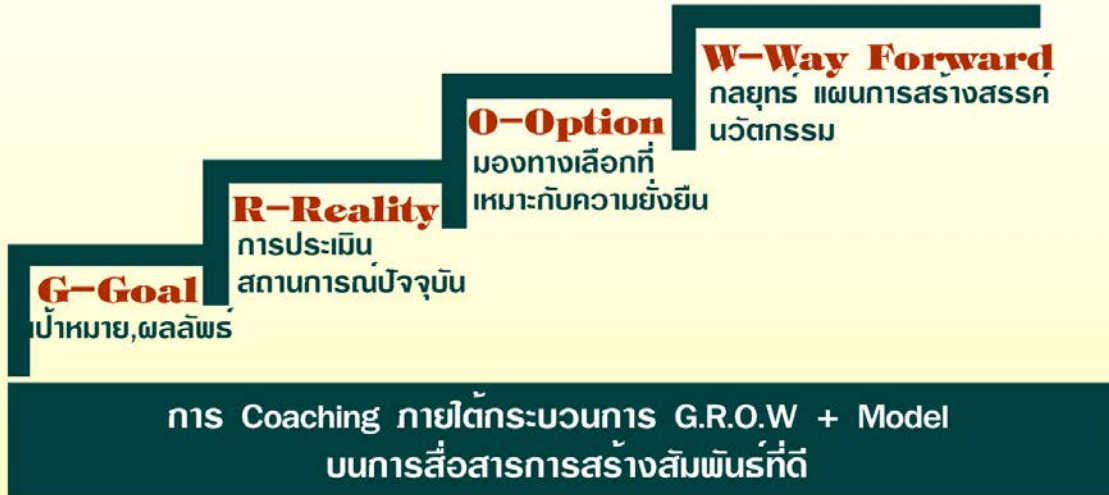 W-Way Forward
กลยุทธ์ แผนการสร้างสรรค์
นวัตกรรม
O-Option
มองทางเลือกที่
เหมาะกับความยั่งยืน
R-Reality
การประเมิน
สถานการณ์ปัจจุบัน
G-Goal
เป้าหมาย,ผลลัพธ์
การ Coaching ภายใต้กระบวนการ G.R.O.W + Model
บนการสื่อสารการสร้างสัมพันธ์ที่ดี